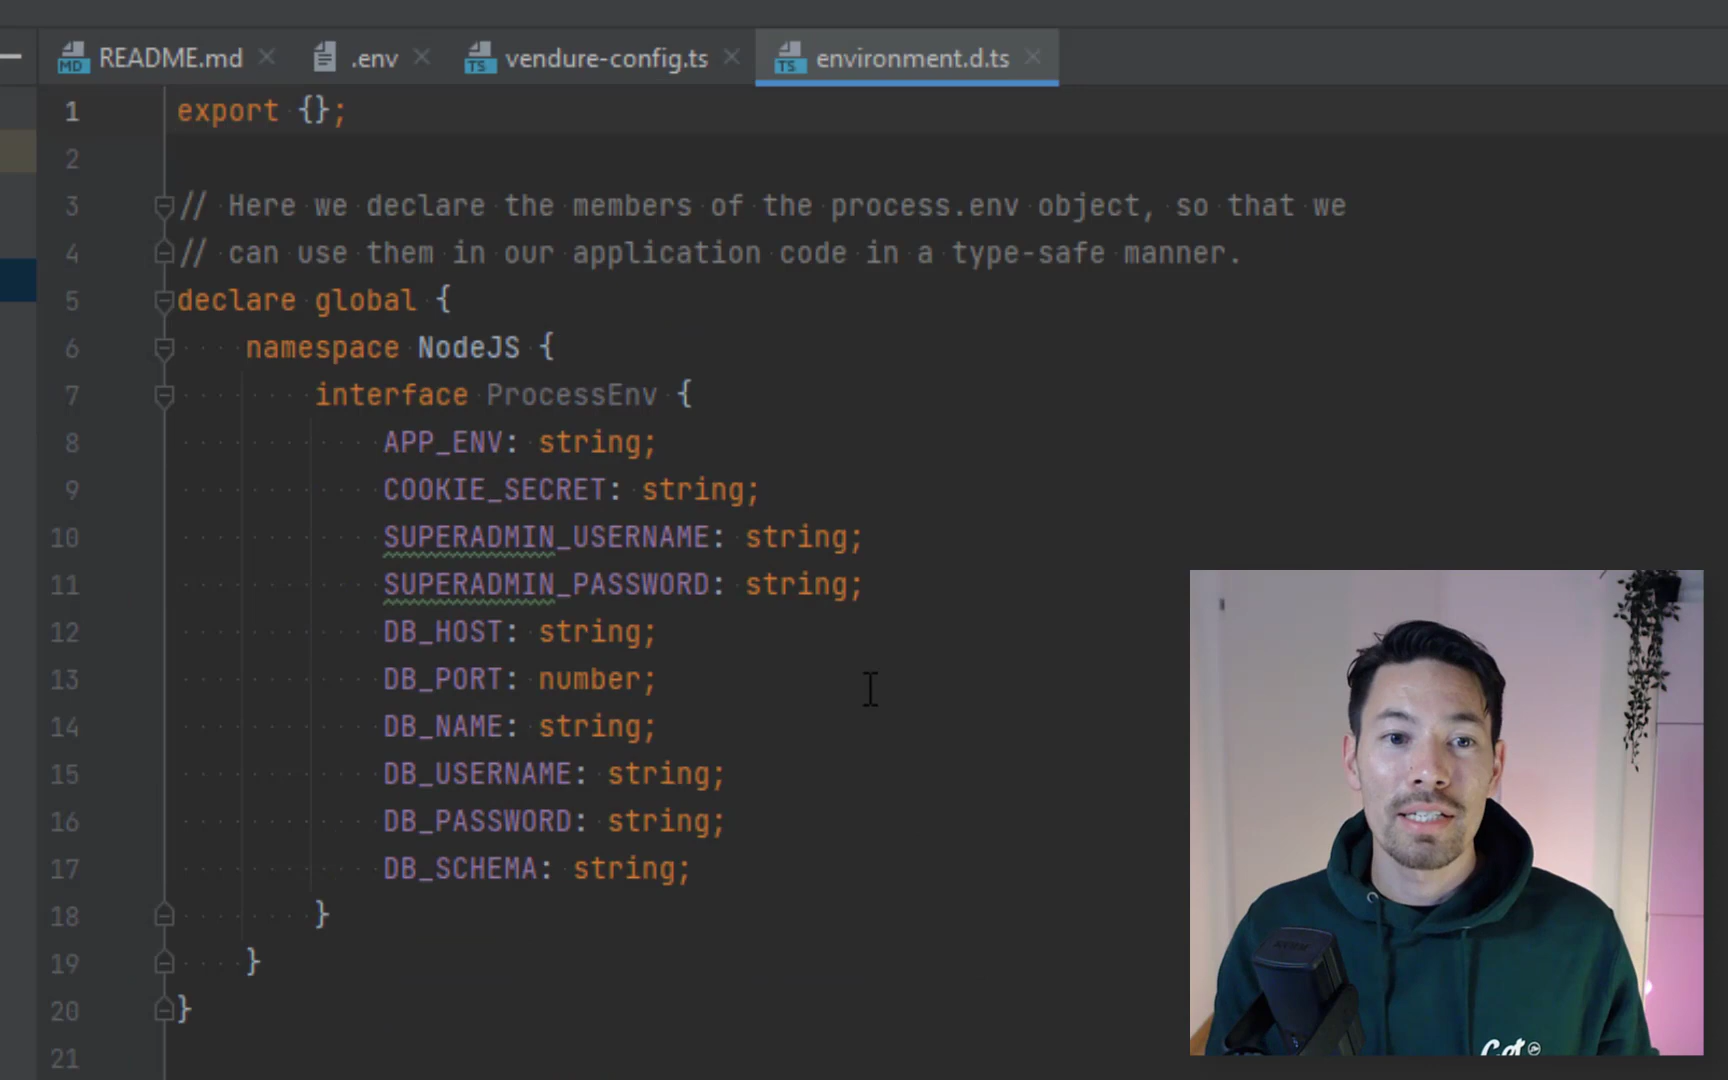 README.md
.env
vendure-config.ts
environment.d.ts
1 export {};
2
3 // Here we declare the members of the process.env object, so that we
4 // can use them in our application code in a type-safe manner.
5 declare global {
6 namespace NodeJS {
7 interface ProcessEnv {
8 APP_ENV: string;
9 COOKIE_SECRET: string;
10 SUPERADMIN_USERNAME: string;
11 SUPERADMIN_PASSWORD: string;
12 DB_HOST: string;
13 DB_PORT: number;
14 DB_NAME: string;
15 DB_USERNAME: string;
16 DB_PASSWORD: string;
17 DB_SCHEMA: string;
18 }
19 }
20 }
21